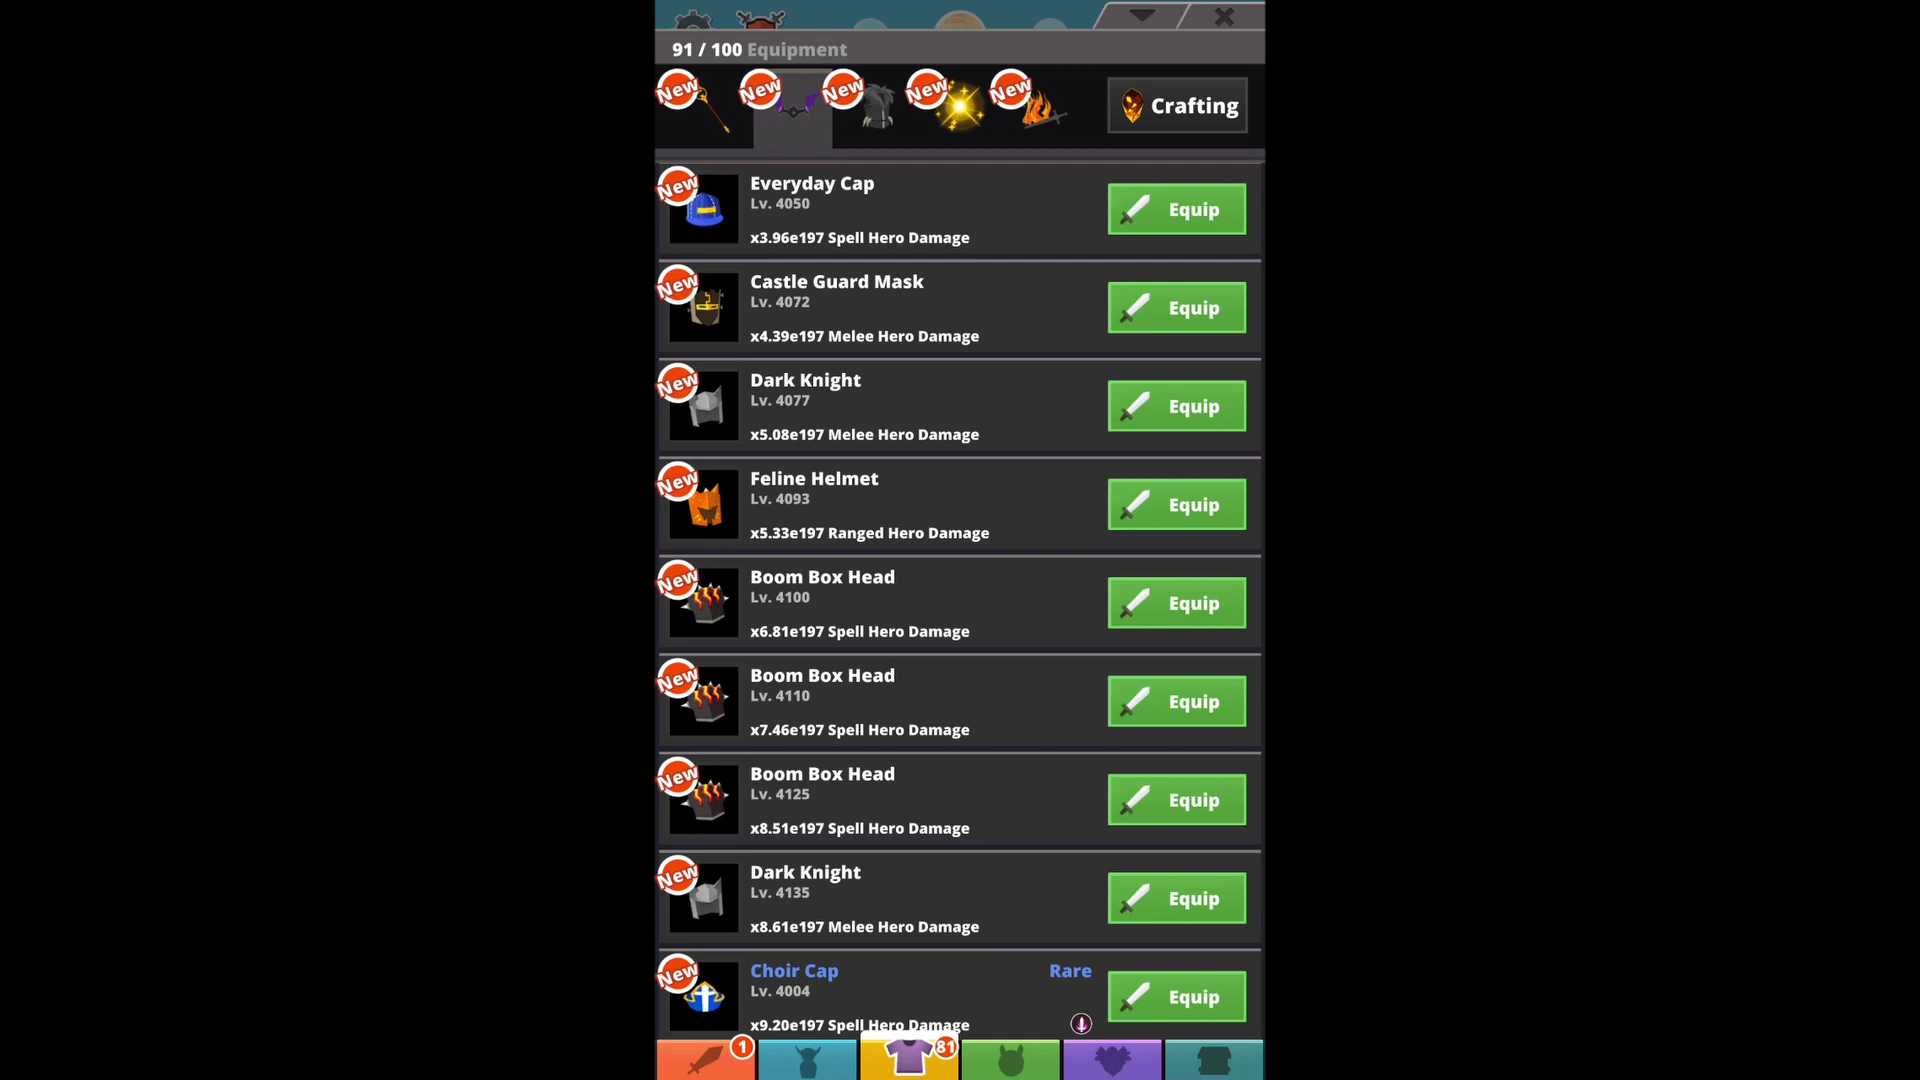 91 / 100 Equipment
New New New New New
Crafting
New
Everyday Cap
Lv. 4050
x3.96e197 Spell Hero Damage
Equip
New
Castle Guard Mask
Lv. 4072
x4.39e197 Melee Hero Damage
Equip
New
Dark Knight
Lv. 4077
x5.08e197 Melee Hero Damage
Equip
New
Feline Helmet
Lv. 4093
x5.33e197 Ranged Hero Damage
Equip
New
Boom Box Head
Lv. 4100
x6.81e197 Spell Hero Damage
Equip
New
Boom Box Head
Lv. 4110
x7.46e197 Spell Hero Damage
Equip
New
Boom Box Head
Lv. 4125
x8.51e197 Spell Hero Damage
Equip
New
Dark Knight
Lv. 4135
x8.61e197 Melee Hero Damage
Equip
New
Choir Cap Rare
Lv. 4004
x9.20e197 Spell Hero Damage
Equip
1 81